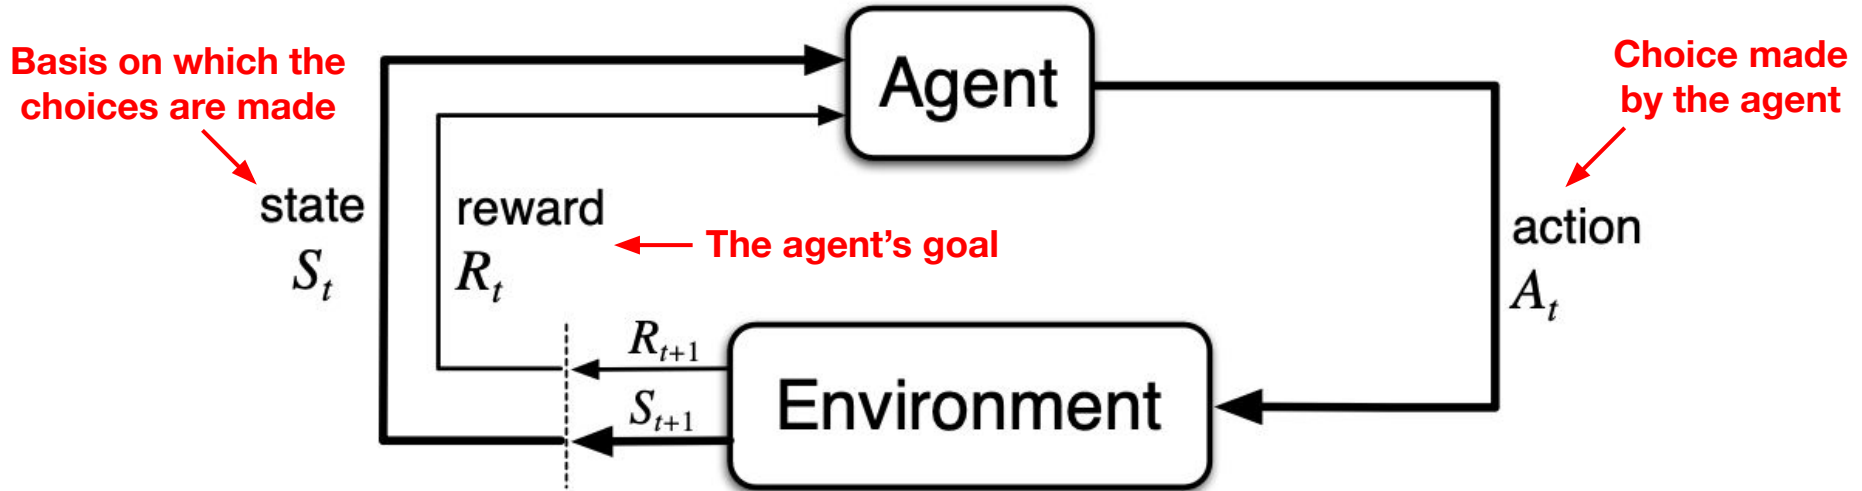 Basis on which the
choices are made
Agent
Choice made
by the agent
state
S_t
reward
R_t
The agent’s goal
action
A_t
R_{t+1}
S_{t+1}
Environment